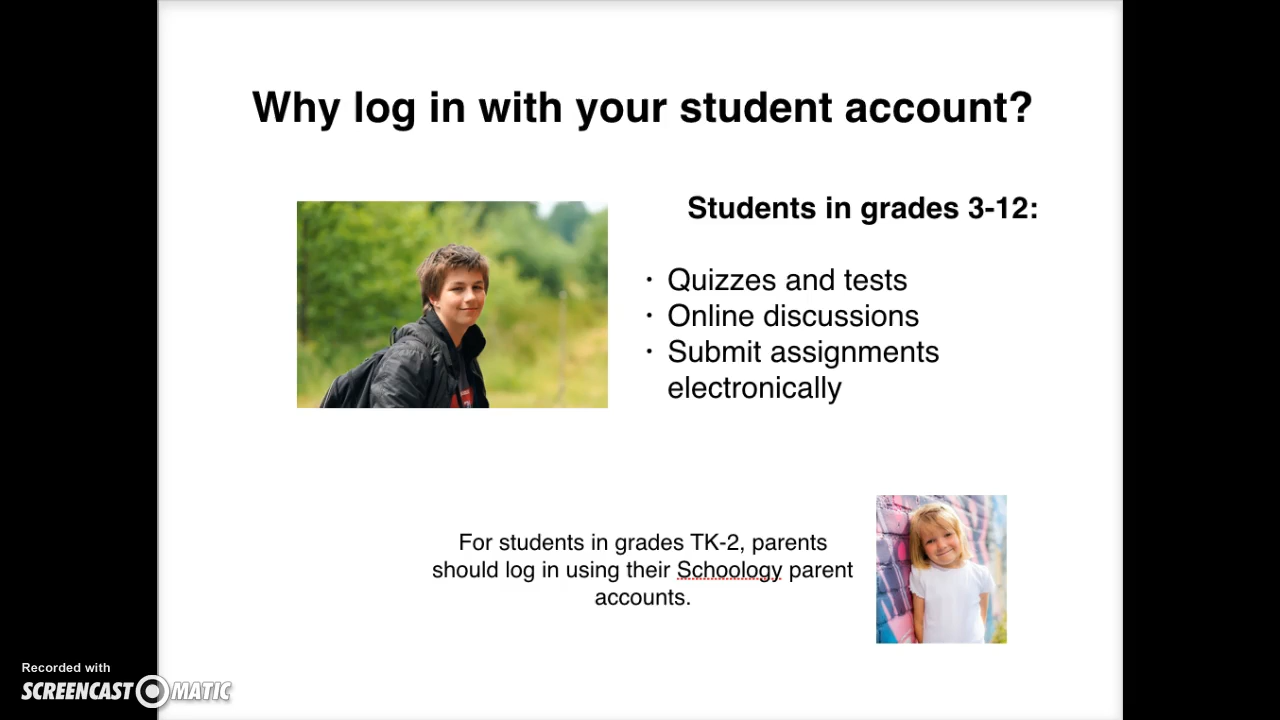 Why log in with your student account?
Students in grades 3-12:
· Quizzes and tests
· Online discussions
· Submit assignments
electronically
For students in grades TK-2, parents
should log in using their Schoology parent
accounts.
Recorded with
SCREENCAST O MATIC